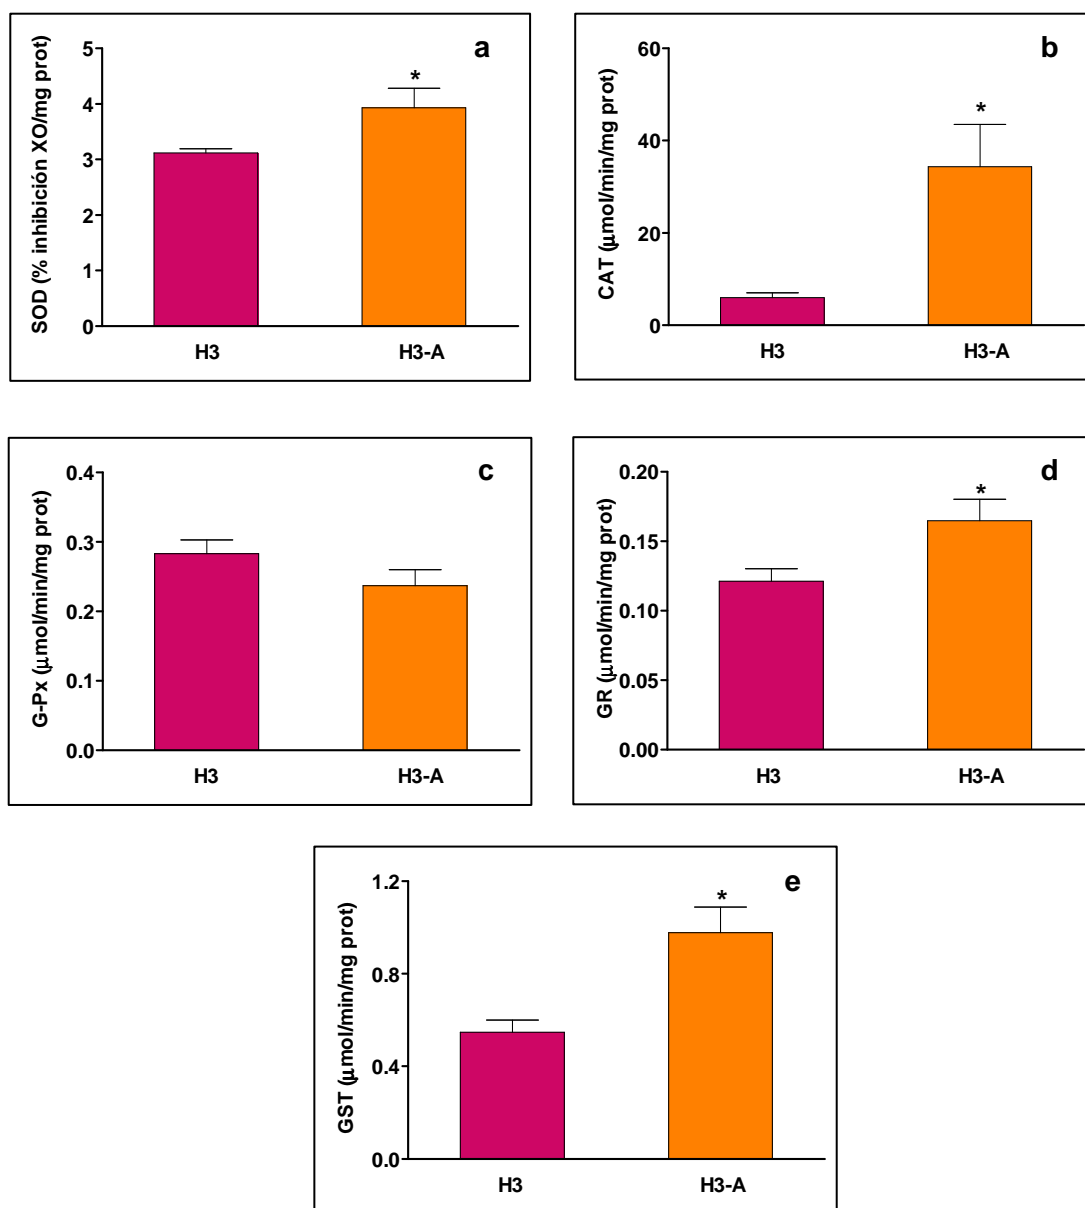 a
SOD (% inhibición XO/mg prot)
5
4
3
2
1
0
*
H3
H3-A
b
CAT (μmol/min/mg prot)
60
40
20
0
*
H3
H3-A
c
G-Px (μmol/min/mg prot)
0.4
0.3
0.2
0.1
0.0
H3
H3-A
d
GR (μmol/min/mg prot)
0.20
0.15
0.10
0.05
0.00
*
H3
H3-A
e
GST (μmol/min/mg prot)
1.2
0.8
0.4
0.0
*
H3
H3-A